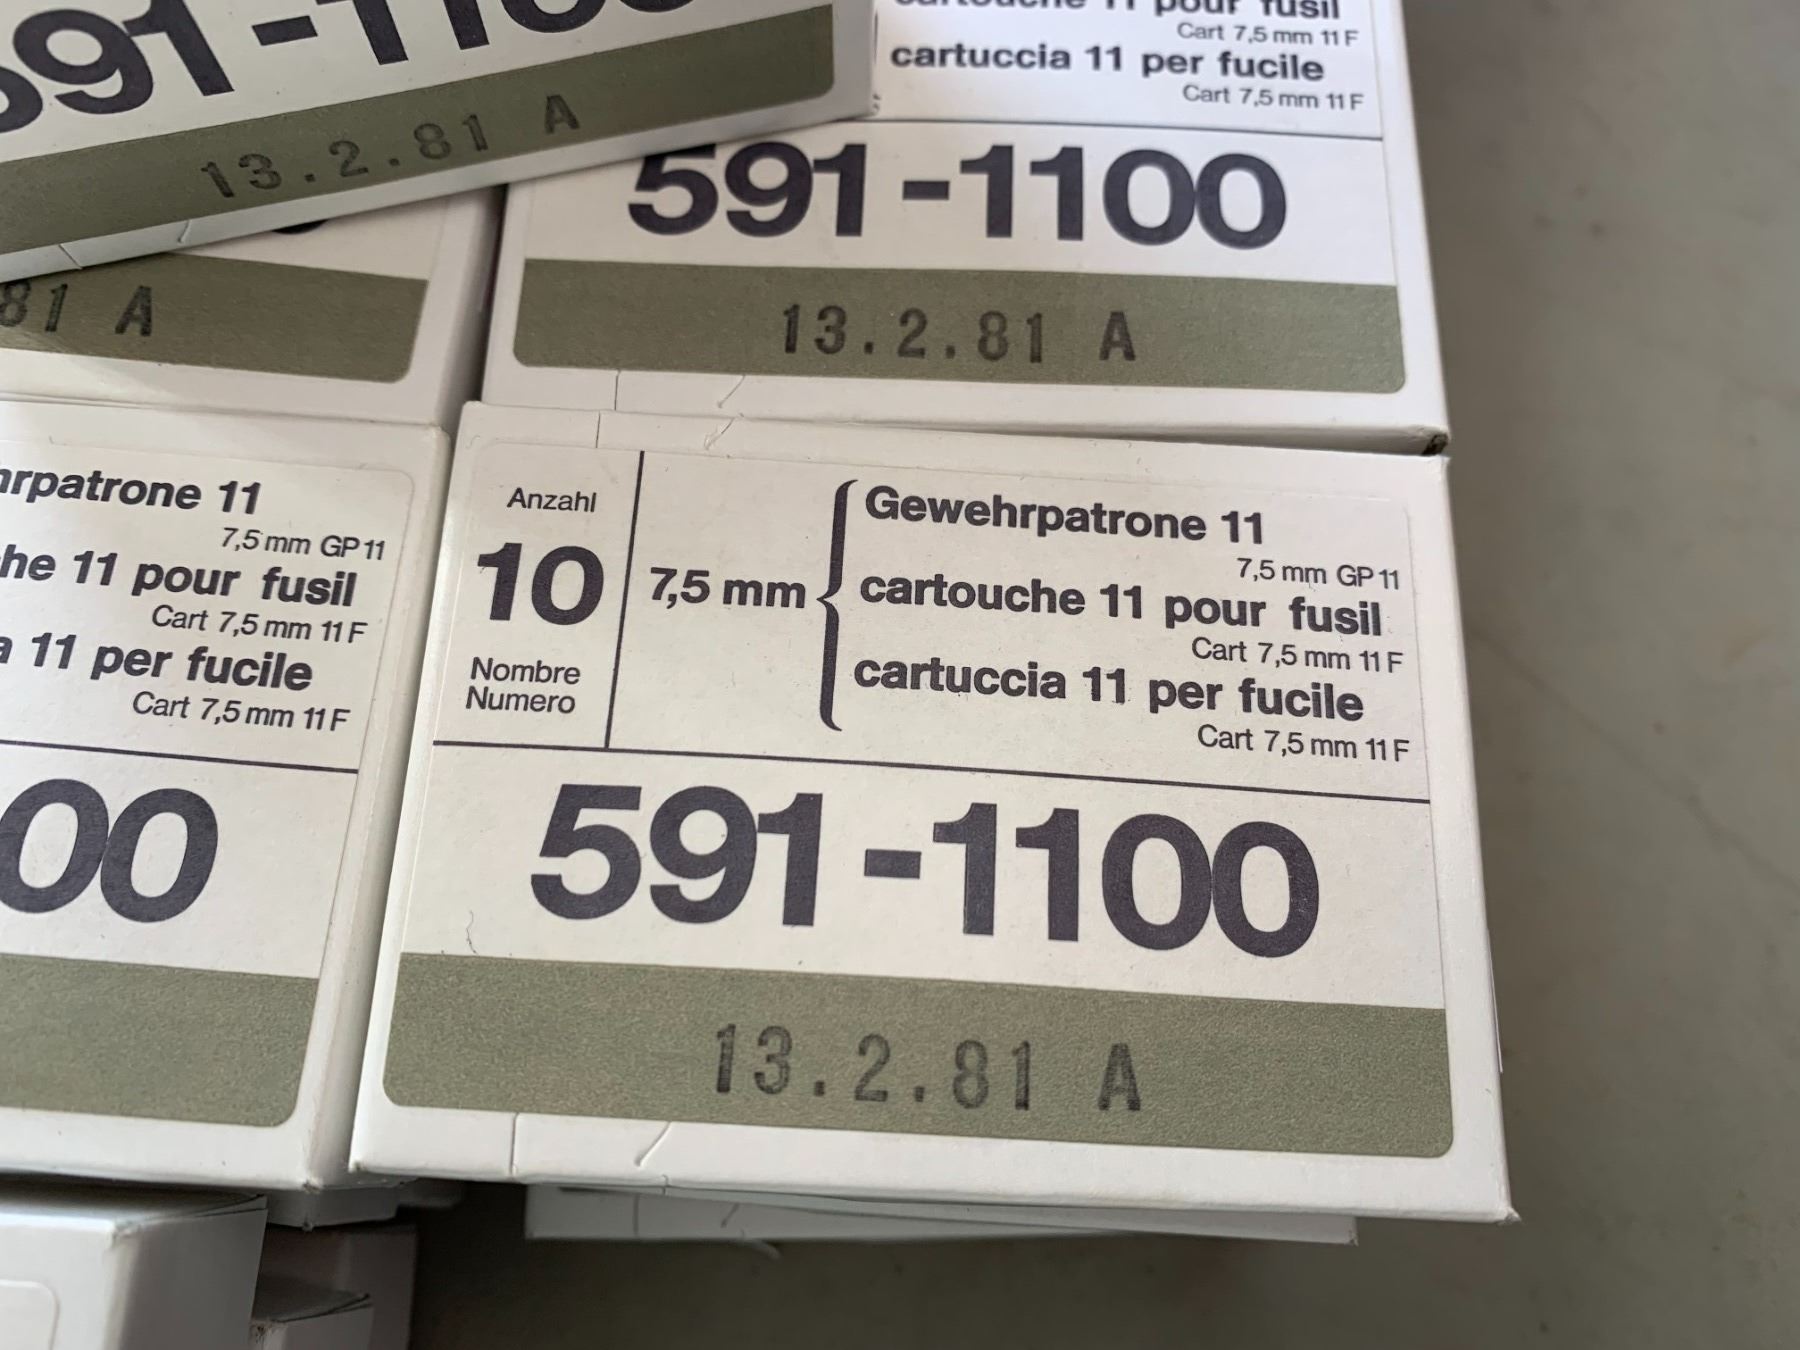 591-1100
13.2.81 A
cartouche 11 pour fusil
Cart 7,5 mm 11 F
cartuccia 11 per fucile
Cart 7,5 mm 11 F
591-1100
13.2.81 A
81 A
hrpatrone 11
7,5 mm GP 11
he 11 pour fusil
Cart 7,5 mm 11 F
a 11 per fucile
Cart 7,5 mm 11 F
00
Anzahl
10
Nombre
Numero
7,5 mm
Gewehrpatrone 11
7,5 mm GP 11
cartouche 11 pour fusil
Cart 7,5 mm 11 F
cartuccia 11 per fucile
Cart 7,5 mm 11 F
591-1100
13.2.81 A